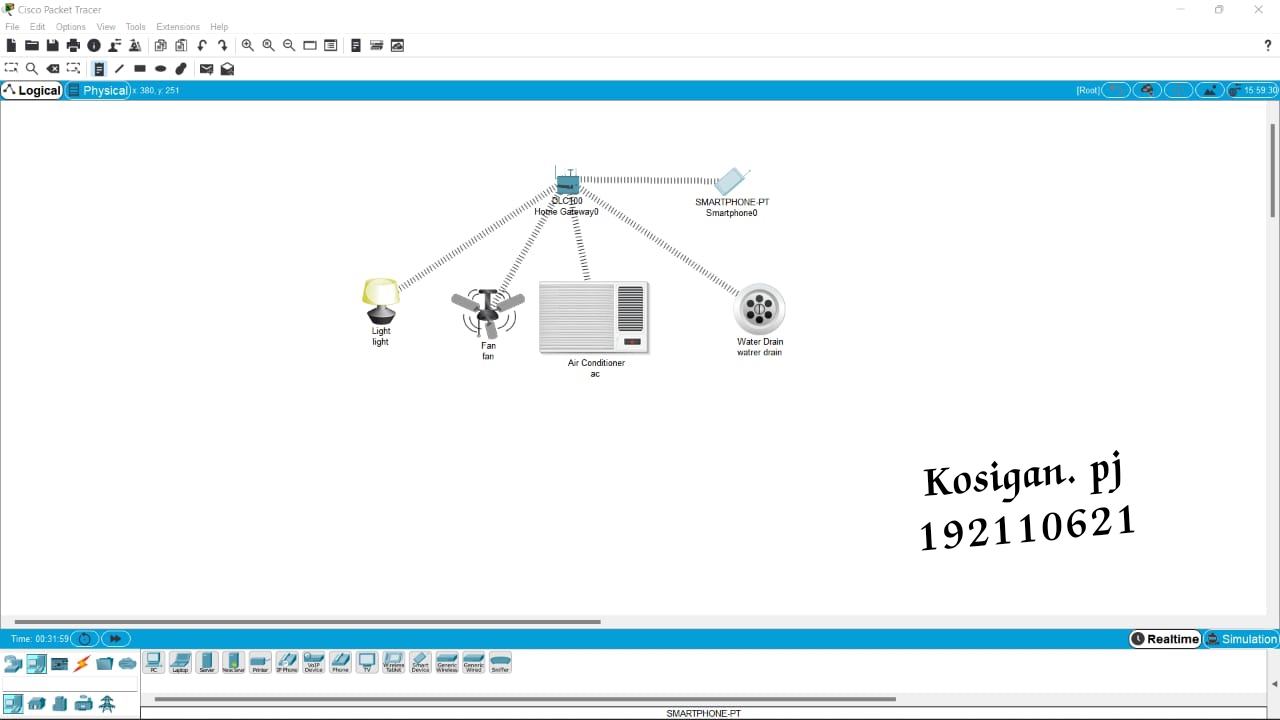 Cisco Packet Tracer
File Edit Options View Tools Extensions Help
?
Logical Physical x: 380, y: 251 [Root] 15:59:30
DLC100
Home Gateway0
SMARTPHONE-PT
Smartphone0
Light
light
Fan
fan
Air Conditioner
ac
Water Drain
watrer drain
Kosigan. pj
192110621
Time: 00:31:59 Realtime Simulation
PC Laptop Server Printer IP Phone VoIP Device Phone TV Wireless Tablet Smart Device Generic Wireless Generic Wired Sniffer
SMARTPHONE-PT